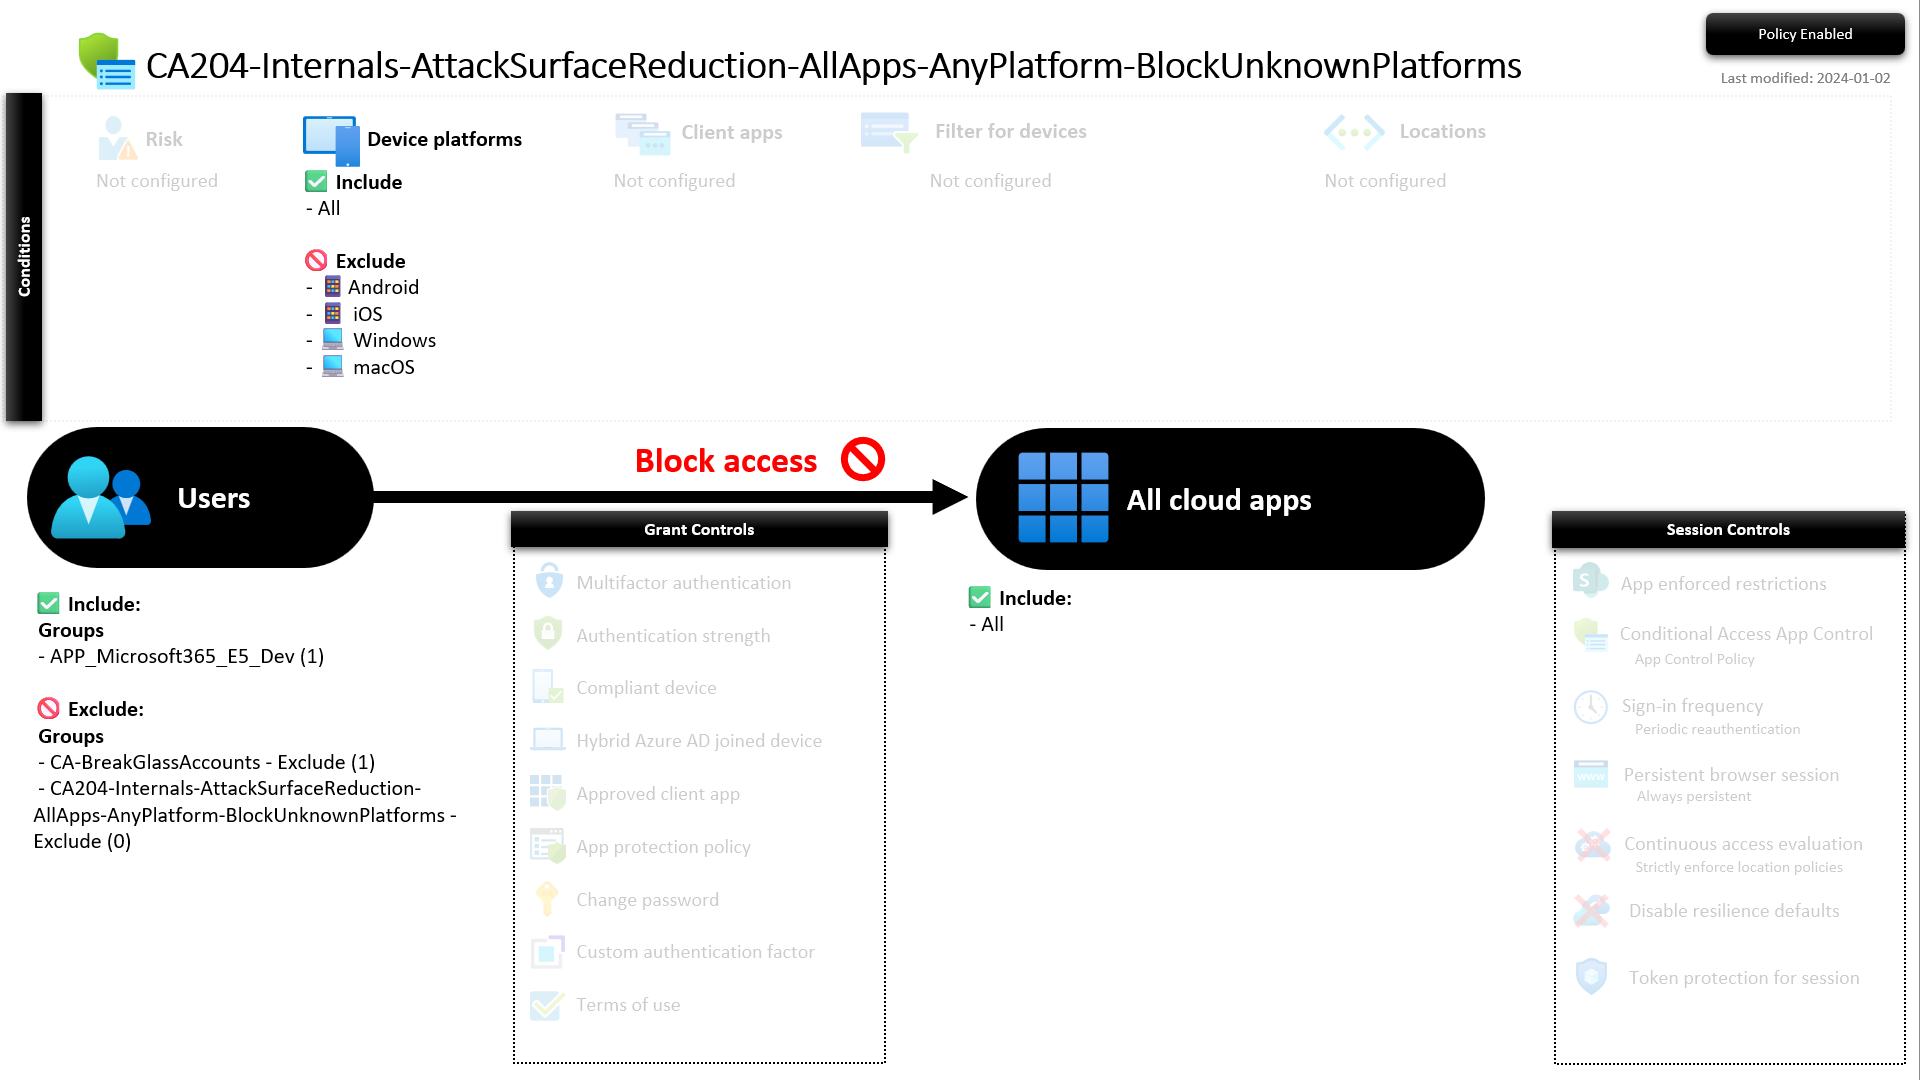 CA204-Internals-AttackSurfaceReduction-AllApps-AnyPlatform-BlockUnknownPlatforms
Policy Enabled
Last modified: 2024-01-02
Conditions
Risk
Not configured
Device platforms
Include
- All
Exclude
- Android
- iOS
- Windows
- macOS
Client apps
Not configured
Filter for devices
Not configured
Locations
Not configured
Users
Block access
All cloud apps
Include:
Groups
- APP_Microsoft365_E5_Dev (1)
Exclude:
Groups
- CA-BreakGlassAccounts - Exclude (1)
- CA204-Internals-AttackSurfaceReduction-
AllApps-AnyPlatform-BlockUnknownPlatforms -
Exclude (0)
Grant Controls
Multifactor authentication
Authentication strength
Compliant device
Hybrid Azure AD joined device
Approved client app
App protection policy
Change password
Custom authentication factor
Terms of use
Include:
- All
Session Controls
S
App enforced restrictions
Conditional Access App Control
App Control Policy
Sign-in frequency
Periodic reauthentication
www
Persistent browser session
Always persistent
Continuous access evaluation
Strictly enforce location policies
Disable resilience defaults
Token protection for session